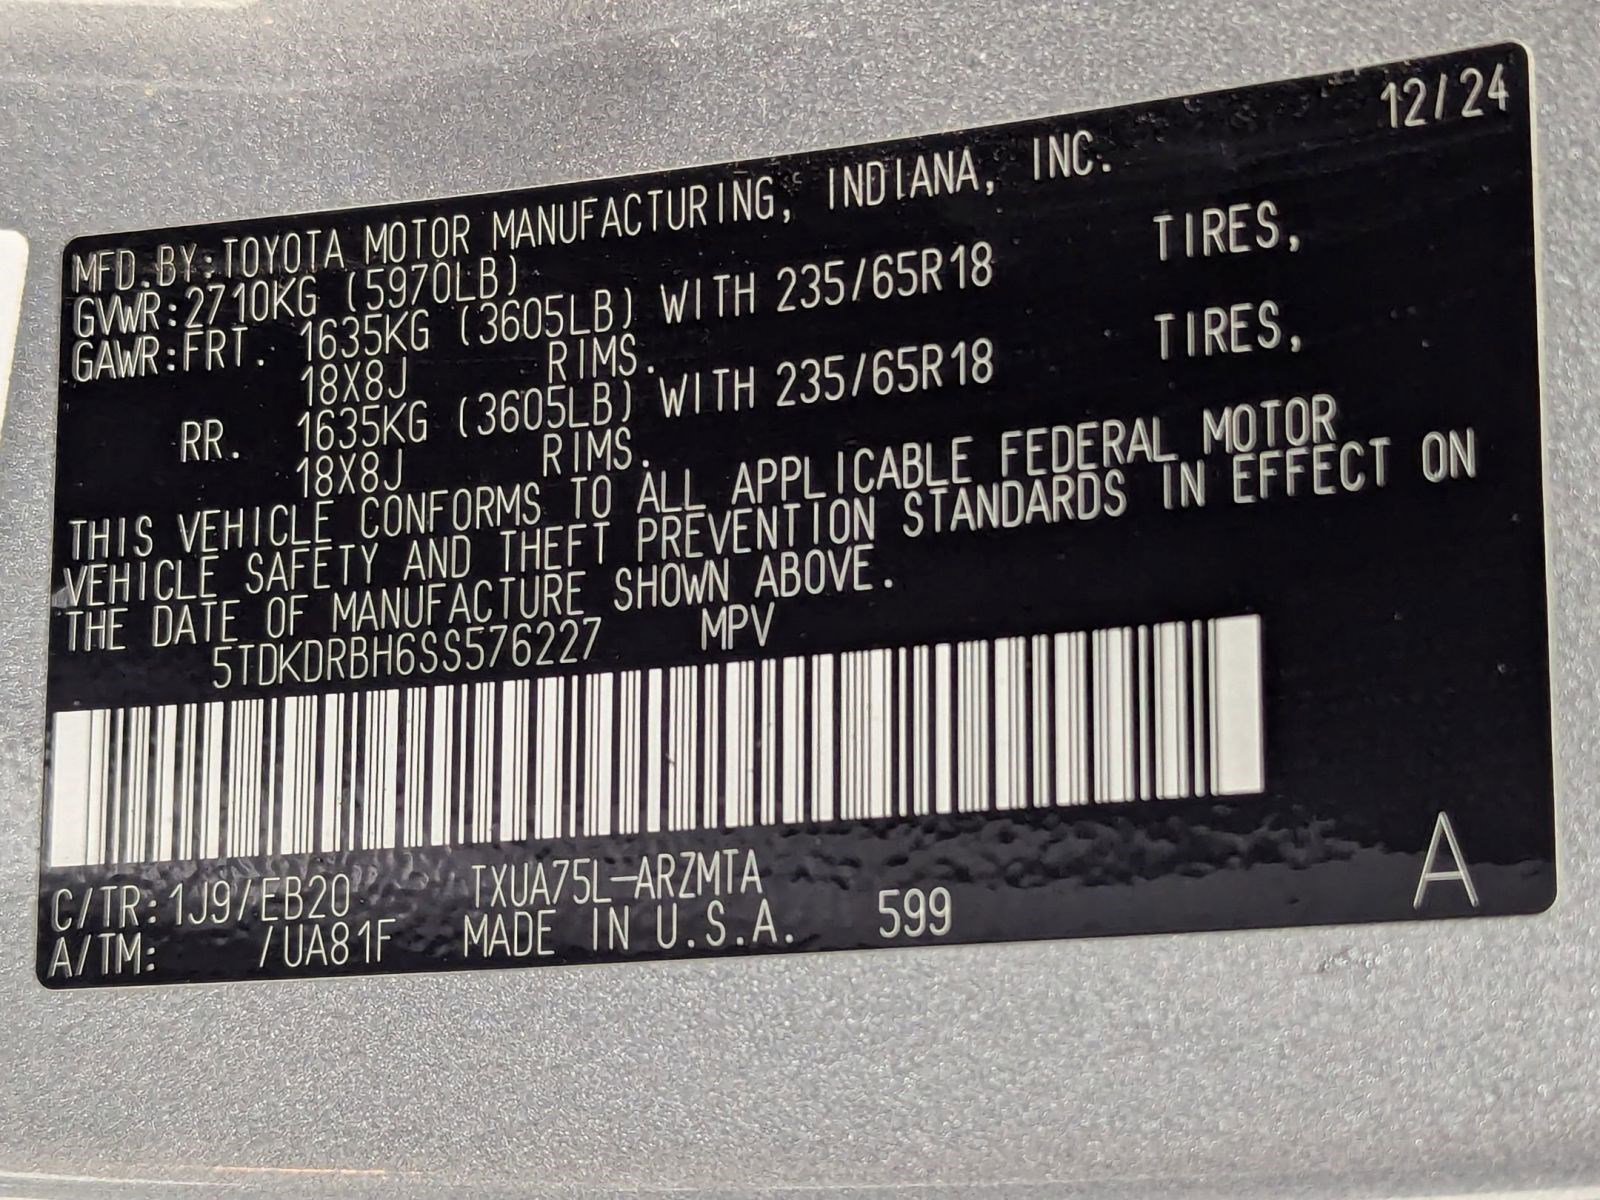 12/24
MFD.BY:TOYOTA MOTOR MANUFACTURING, INDIANA, INC.
GVWR:2710KG (5970LB)
GAWR:FRT. 1635KG (3605LB) WITH 235/65R18 TIRES,
18X8J RIMS.
RR. 1635KG (3605LB) WITH 235/65R18 TIRES,
18X8J RIMS.
THIS VEHICLE CONFORMS TO ALL APPLICABLE FEDERAL MOTOR
VEHICLE SAFETY AND THEFT PREVENTION STANDARDS IN EFFECT ON
THE DATE OF MANUFACTURE SHOWN ABOVE.
5TDKDRBH6SS576227 MPV
C/TR:1J9/EB20 TXUA75L-ARZMTA
A/TM: /UA81F MADE IN U.S.A. 599 A